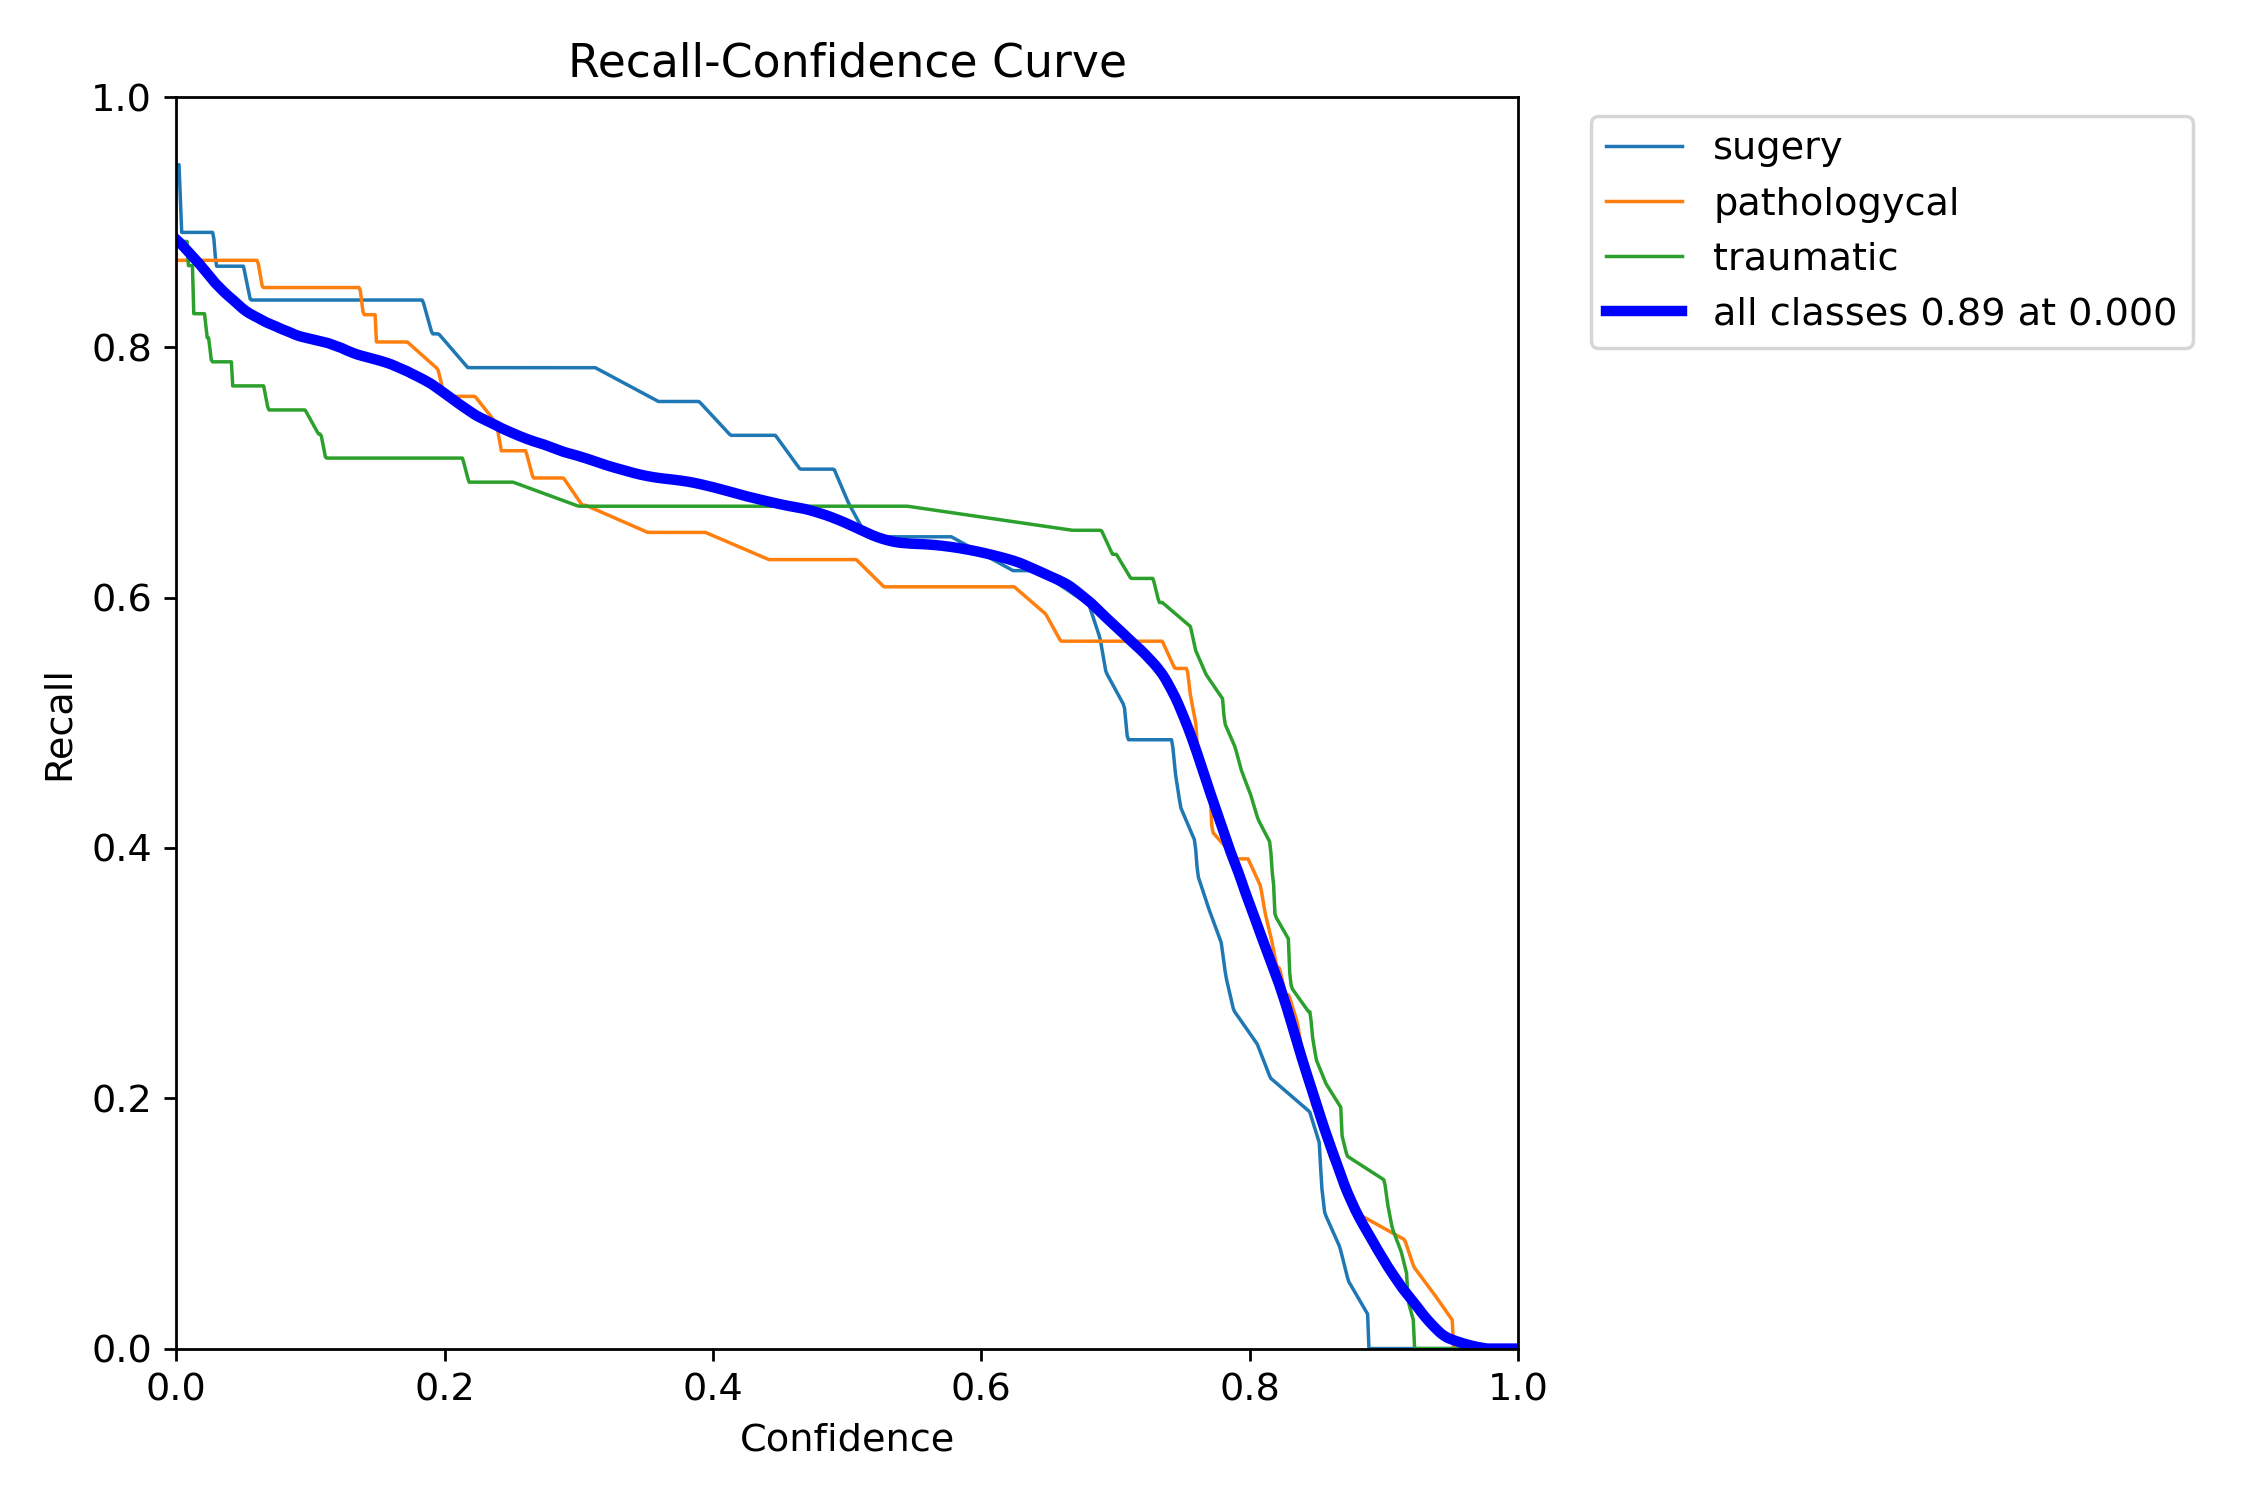 Recall-Confidence Curve
1.0
0.8
0.6
0.4
0.2
0.0
Recall
0.0 0.2 0.4 0.6 0.8 1.0
Confidence
sugery
pathologycal
traumatic
all classes 0.89 at 0.000